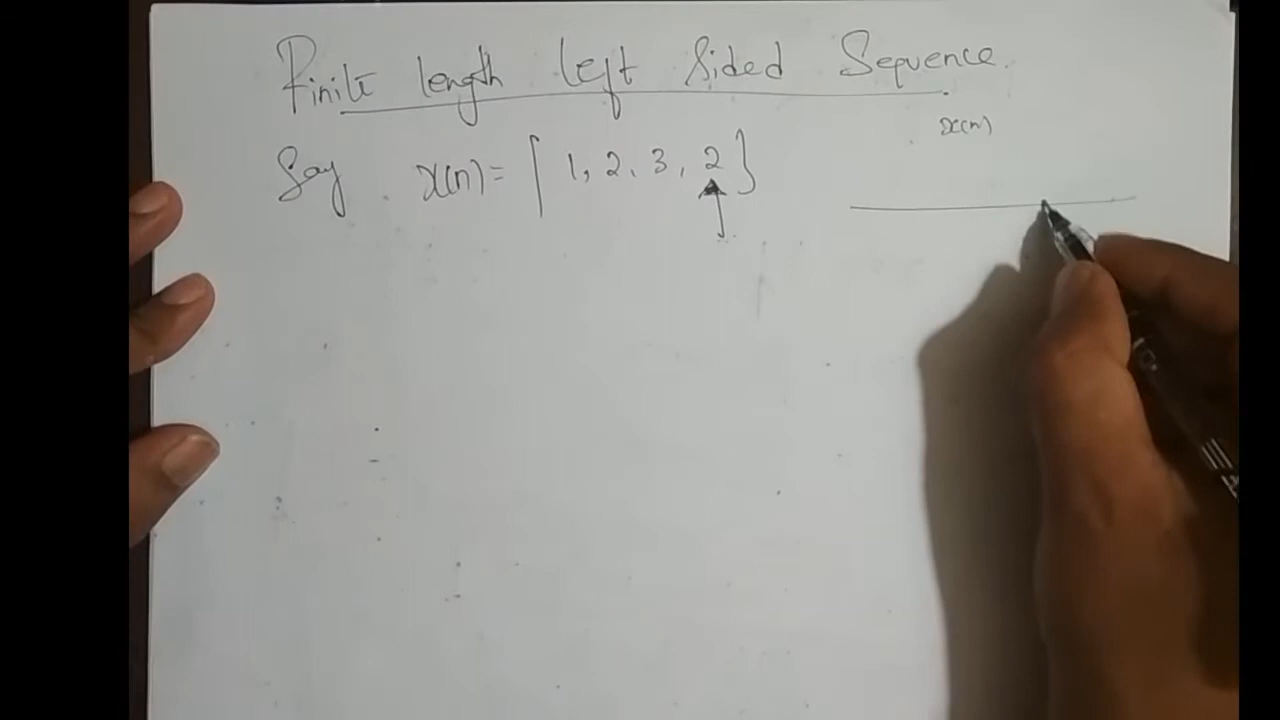 Finite length left Sided Sequence.
x(n)
Say x(n) = { 1, 2, 3, 2 }